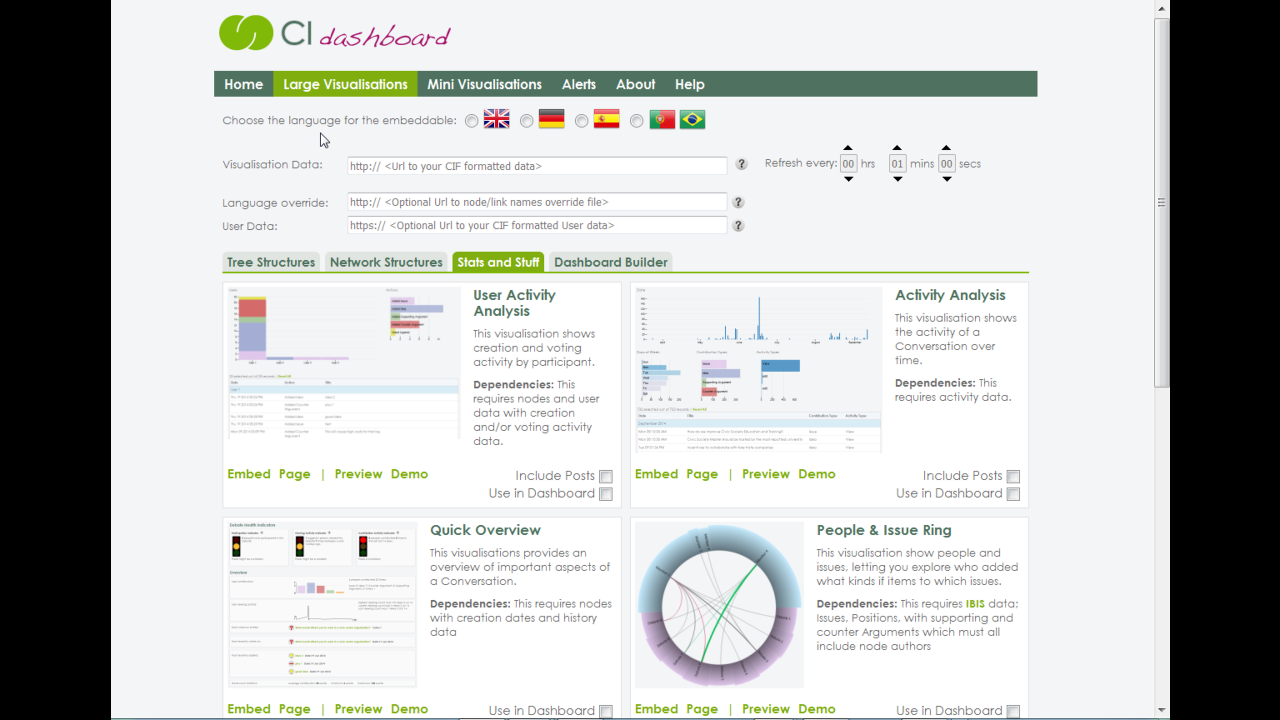 CI dashboard
Home Large Visualisations Mini Visualisations Alerts About Help
Choose the language for the embeddable:
Visualisation Data: http:// <Url to your CIF formatted data> ? Refresh every: 00 hrs 01 mins 00 secs
Language override: http:// <Optional Url to node/link names override file> ?
User Data: https:// <Optional Url to your CIF formatted User data> ?
Tree Structures Network Structures Stats and Stuff Dashboard Builder
User Activity
Analysis
This visualisation shows
creation and voting
activity by participant.
Dependencies: This
requires nodes and user
data with creation
and/or voting activity
data.
Embed Page | Preview Demo
Include Posts
Use in Dashboard
Activity Analysis
This visualisation shows
the activity of a
Conversation over
time.
Dependencies: This
requires activity data.
Embed Page | Preview Demo
Include Posts
Use in Dashboard
Debate Health Indicators
Overview
Quick Overview
This visualisation provides an
overview of important aspects of
a Conversation.
Dependencies: This requires nodes
with creation dates and history
data
Embed Page | Preview Demo
Use in Dashboard
People & Issue Ring
This visualisation show people and
issues, letting you explore who added
what kinds if items to which issues.
Dependencies: This requires IBIS data:
Issues, Positions, with supporting and
counter Arguments which must all
include node authors
Embed Page | Preview Demo
Use in Dashboard